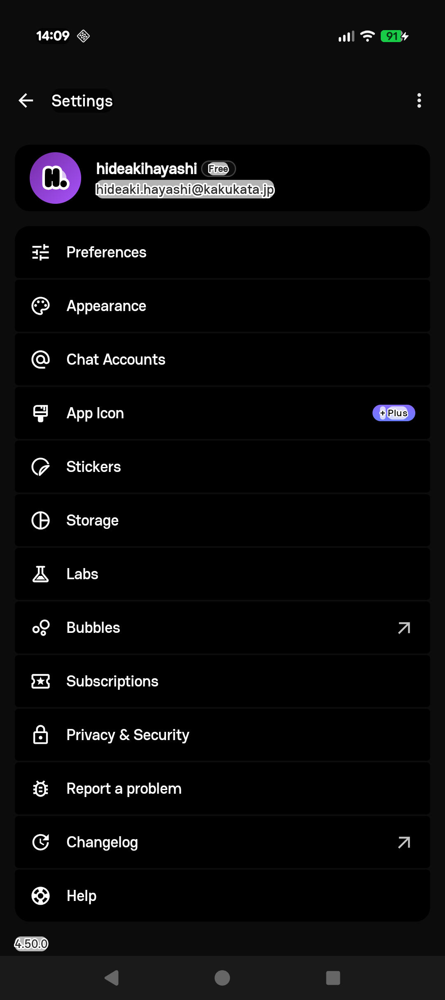 14:09
91
Settings
hideakihayashi Free
hideaki.hayashi@kakukata.jp
Preferences
Appearance
Chat Accounts
App Icon + Plus
Stickers
Storage
Labs
Bubbles
Subscriptions
Privacy & Security
Report a problem
Changelog
Help
4.50.0